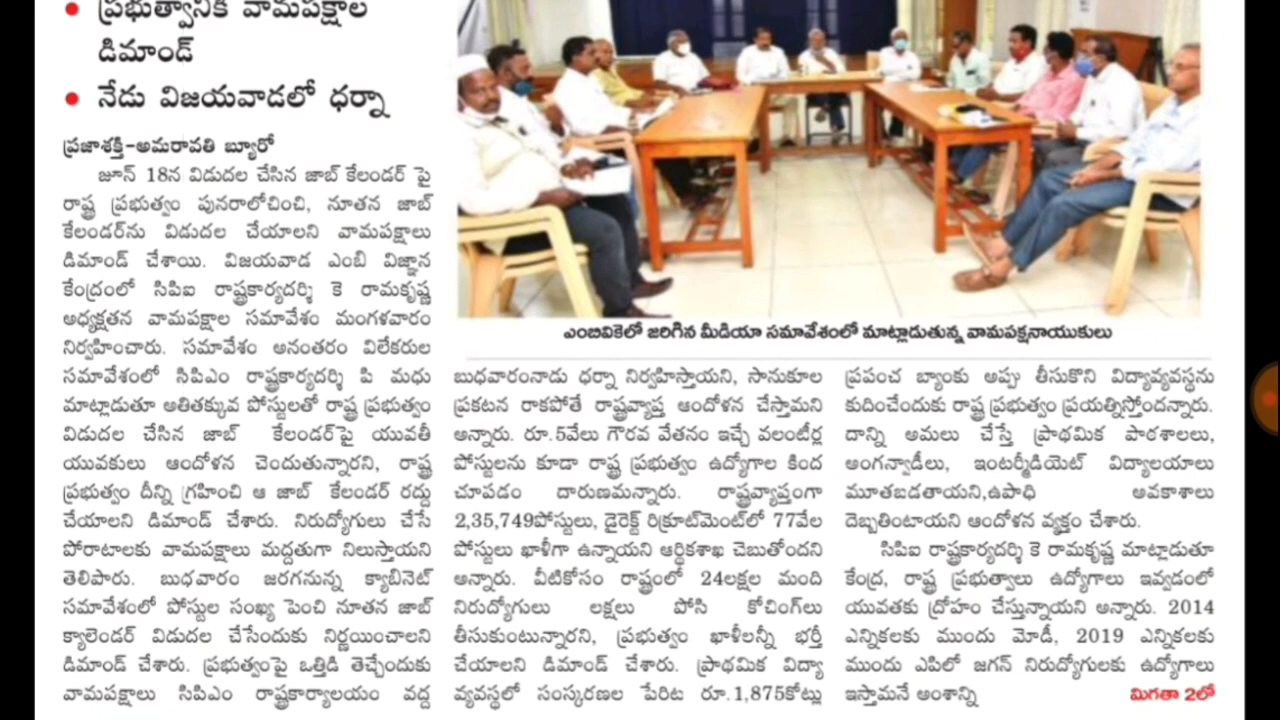 ప్రభుత్వానికి వామపక్షాల
డిమాండ్
నేడు విజయవాడలో ధర్నా
ప్రజాశక్తి-అమరావతి బ్యూరో
జూన్ 18న విడుదల చేసిన జాబ్ కేలండర్ పై
రాష్ట్ర ప్రభుత్వం పునరాలోచించి, నూతన జాబ్
కేలండర్‌ను విడుదల చేయాలని వామపక్షాలు
డిమాండ్ చేశాయి. విజయవాడ ఎంబి విజ్ఞాన
కేంద్రంలో సిపిఐ రాష్ట్రకార్యదర్శి కె రామకృష్ణ
అధ్యక్షతన వామపక్షాల సమావేశం మంగళవారం
నిర్వహించారు. సమావేశం అనంతరం విలేకరుల
సమావేశంలో సిపిఎం రాష్ట్రకార్యదర్శి పి మధు
మాట్లాడుతూ అతితక్కువ పోస్టులతో రాష్ట్ర ప్రభుత్వం
విడుదల చేసిన జాబ్ కేలండర్‌పై యువతీ
యువకులు ఆందోళన చెందుతున్నారని, రాష్ట్ర
ప్రభుత్వం దీన్ని గ్రహించి ఆ జాబ్ కేలండర్ రద్దు
చేయాలని డిమాండ్ చేశారు. నిరుద్యోగులు చేసే
పోరాటాలకు వామపక్షాలు మద్దతుగా నిలుస్తాయని
తెలిపారు. బుధవారం జరగనున్న క్యాబినెట్
సమావేశంలో పోస్టుల సంఖ్య పెంచి నూతన జాబ్
క్యాలెండర్ విడుదల చేసేందుకు నిర్ణయించాలని
డిమాండ్ చేశారు. ప్రభుత్వంపై ఒత్తిడి తెచ్చేందుకు
వామపక్షాలు సిపిఎం రాష్ట్రకార్యాలయం వద్ద
ఎంబివికెలో జరిగిన మీడియా సమావేశంలో మాట్లాడుతున్న వామపక్షనాయుకులు
బుధవారంనాడు ధర్నా నిర్వహిస్తాయని, సానుకూల
ప్రకటన రాకపోతే రాష్ట్రవ్యాప్త ఆందోళన చేస్తామని
అన్నారు. రూ.5వేలు గౌరవ వేతనం ఇచ్చే వలంటీర్ల
పోస్టులను కూడా రాష్ట్ర ప్రభుత్వం ఉద్యోగాల కింద
చూపడం దారుణమన్నారు. రాష్ట్రవ్యాప్తంగా
2,35,749పోస్టులు, డైరెక్ట్ రిక్రూట్‌మెంట్‌లో 77వేల
పోస్టులు ఖాళీగా ఉన్నాయని ఆర్థికశాఖ చెబుతోందని
అన్నారు. వీటికోసం రాష్ట్రంలో 24లక్షల మంది
నిరుద్యోగులు లక్షలు పోసి కోచింగ్‌లు
తీసుకుంటున్నారని, ప్రభుత్వం ఖాళీలన్నీ భర్తీ
చేయాలని డిమాండ్ చేశారు. ప్రాథమిక విద్యా
వ్యవస్థలో సంస్కరణల పేరిట రూ.1,875కోట్లు
ప్రపంచ బ్యాంకు అప్పు తీసుకొని విద్యావ్యవస్థను
కుదించేందుకు రాష్ట్ర ప్రభుత్వం ప్రయత్నిస్తోందన్నారు.
దాన్ని అమలు చేస్తే ప్రాథమిక పాఠశాలలు,
అంగన్వాడీలు, ఇంటర్మీడియెట్ విద్యాలయాలు
మూతబడతాయని,ఉపాధి అవకాశాలు
దెబ్బతింటాయని ఆందోళన వ్యక్తం చేశారు.
సిపిఐ రాష్ట్రకార్యదర్శి కె రామకృష్ణ మాట్లాడుతూ
కేంద్ర, రాష్ట్ర ప్రభుత్వాలు ఉద్యోగాలు ఇవ్వడంలో
యువతకు ద్రోహం చేస్తున్నాయని అన్నారు. 2014
ఎన్నికలకు ముందు మోడీ, 2019 ఎన్నికలకు
ముందు ఎపిలో జగన్ నిరుద్యోగులకు ఉద్యోగాలు
ఇస్తామనే అంశాన్ని
మిగతా 2లో